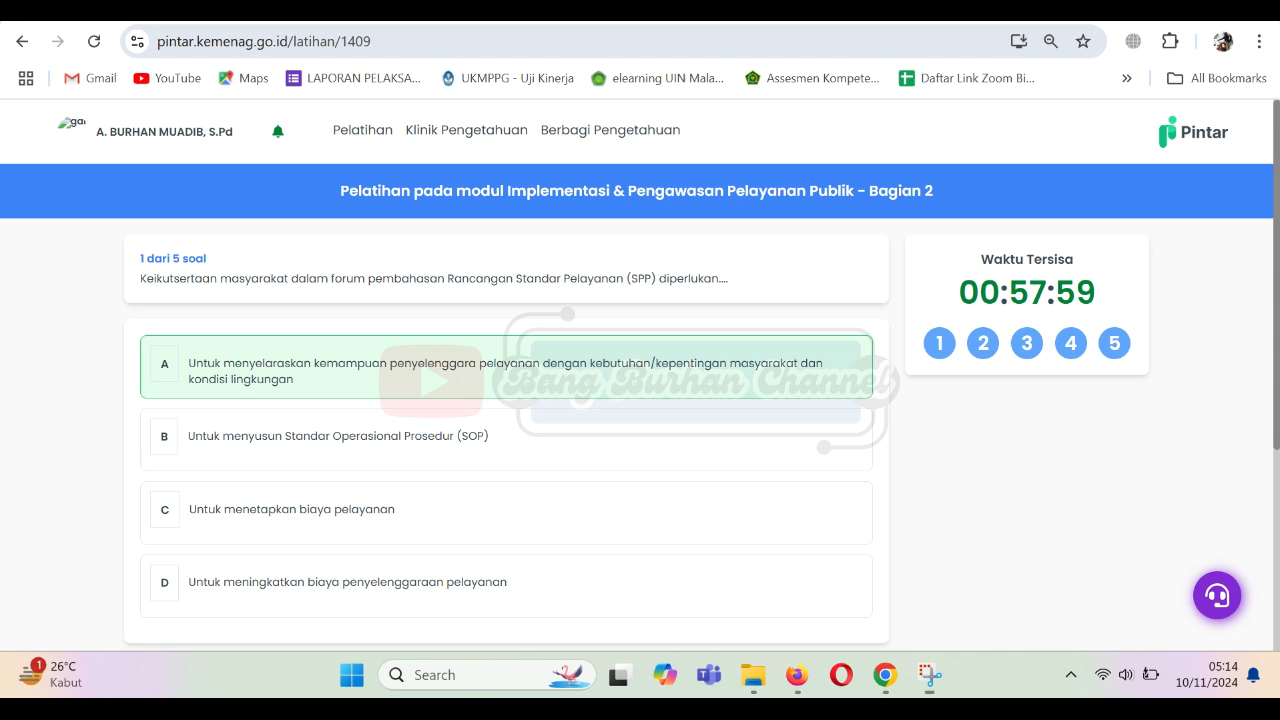 pintar.kemenag.go.id/latihan/1409
Gmail
YouTube
Maps
LAPORAN PELAKSA...
UKMPPG - Uji Kinerja
elearning UIN Mala...
Assesmen Kompete...
Daftar Link Zoom Bi...
»
All Bookmarks
A. BURHAN MUADIB, S.Pd
Pelatihan
Klinik Pengetahuan
Berbagi Pengetahuan
Pintar
Pelatihan pada modul Implementasi & Pengawasan Pelayanan Publik - Bagian 2
1 dari 5 soal
Keikutsertaan masyarakat dalam forum pembahasan Rancangan Standar Pelayanan (SPP) diperlukan....
A Untuk menyelaraskan kemampuan penyelenggara pelayanan dengan kebutuhan/kepentingan masyarakat dan
kondisi lingkungan
Bang Burhan Channel
B Untuk menyusun Standar Operasional Prosedur (SOP)
C Untuk menetapkan biaya pelayanan
D Untuk meningkatkan biaya penyelenggaraan pelayanan
Waktu Tersisa
00:57:59
1 2 3 4 5
1
26°C
Kabut
Search
05:14
10/11/2024